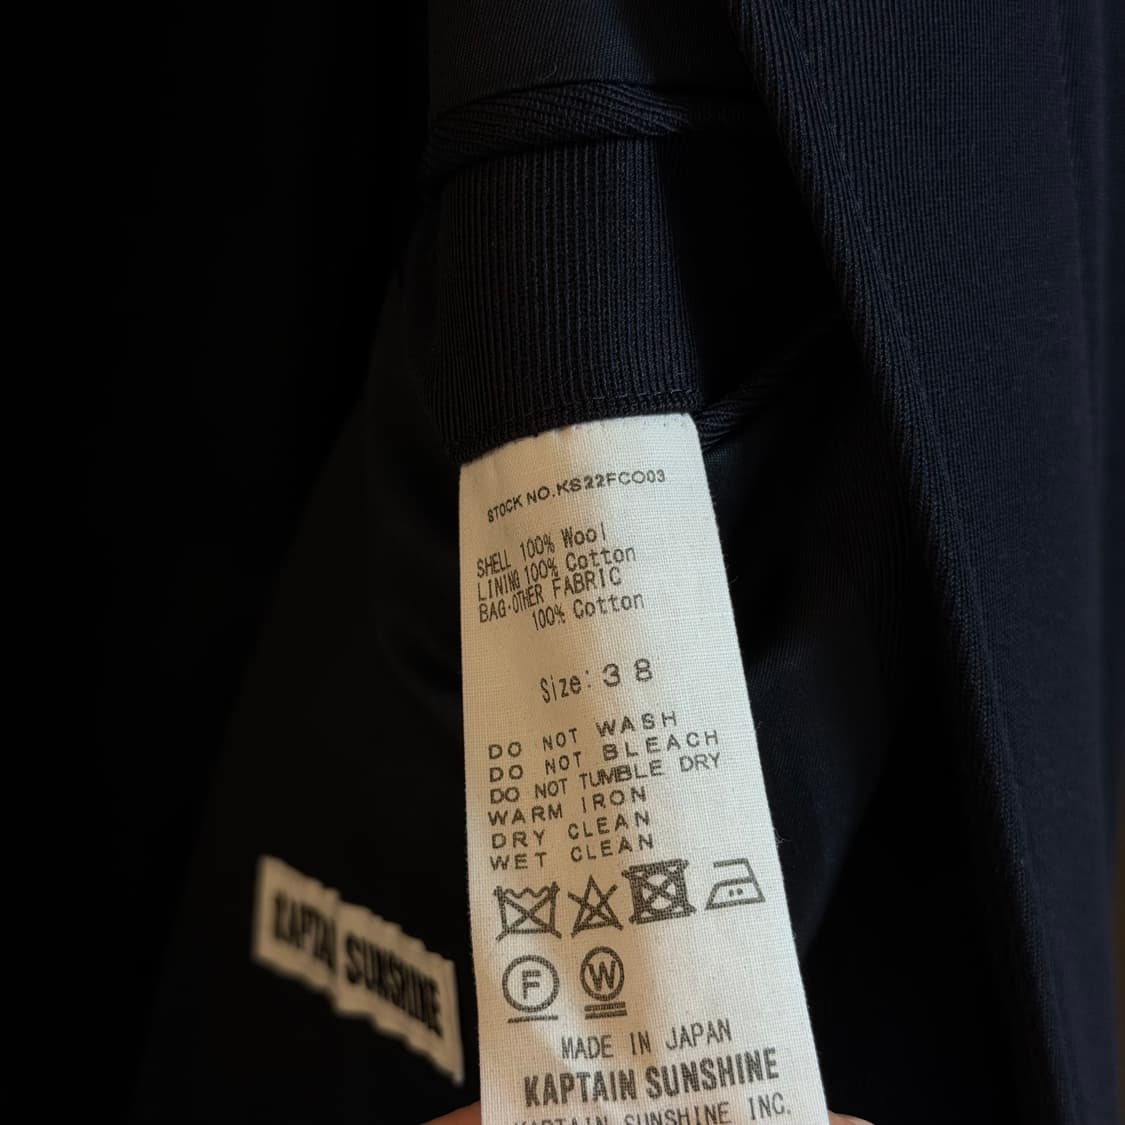 STOCK NO.KS22FCO03
SHELL 100% Wool
LINING 100% Cotton
BAG·OTHER FABRIC
100% Cotton
Size: 38
DO NOT WASH
DO NOT BLEACH
DO NOT TUMBLE DRY
WARM IRON
DRY CLEAN
WET CLEAN
F W
MADE IN JAPAN
KAPTAIN SUNSHINE
KAPTAIN SUNSHINE INC.
KAPTAI SUNSHINE